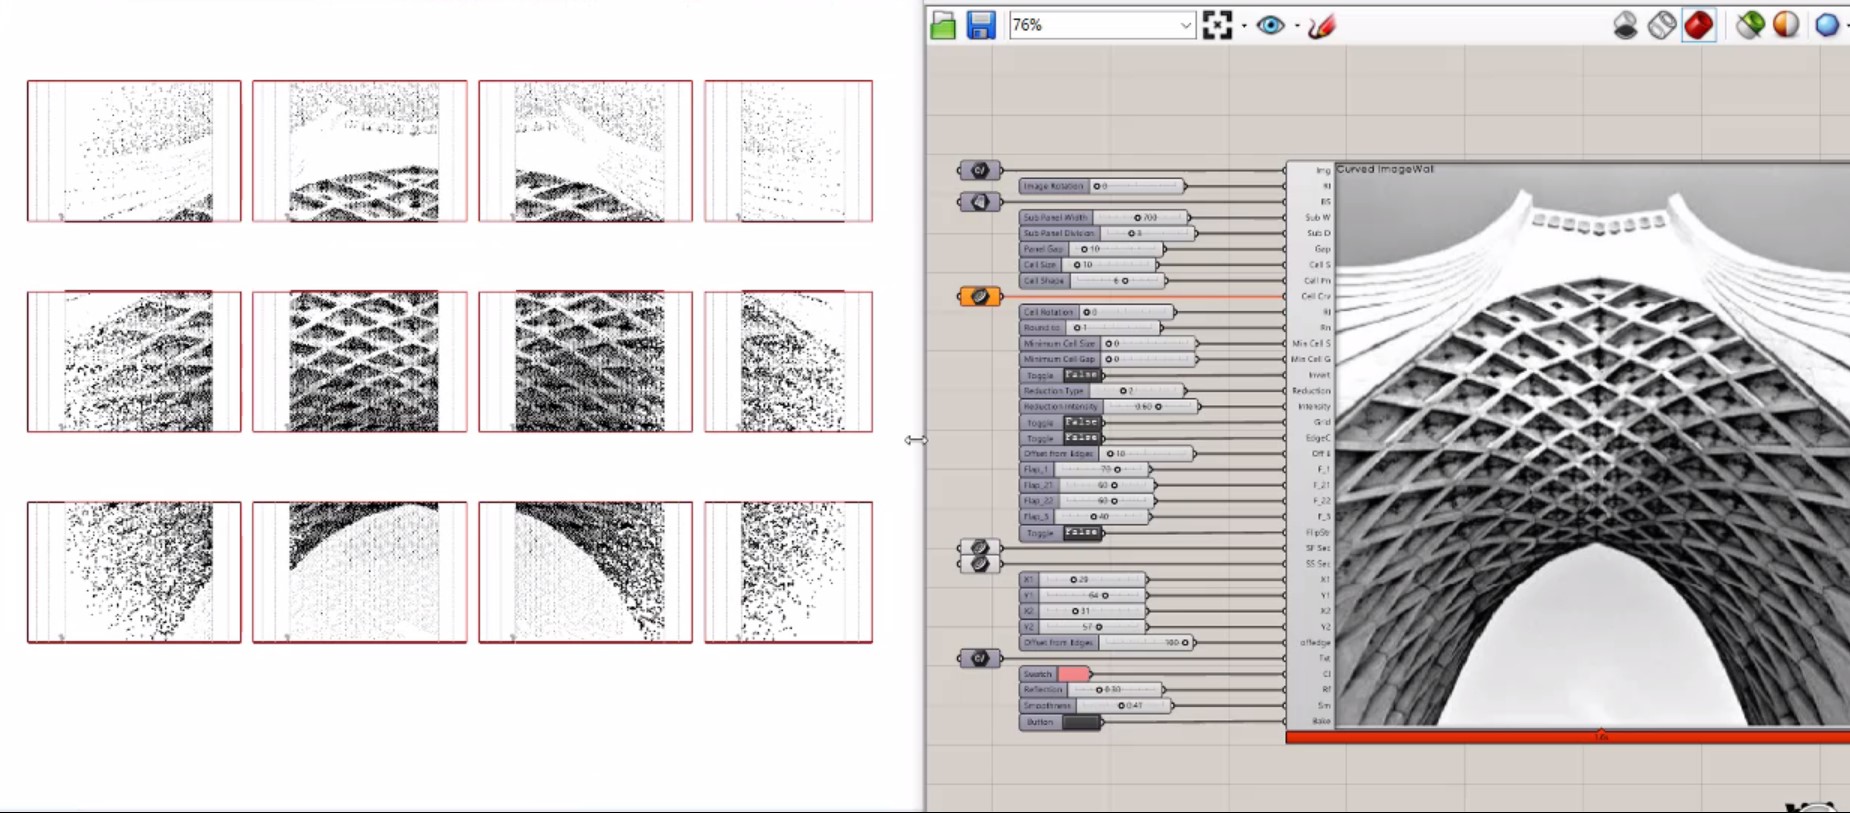 76%
Curved ImageWall
Img
Image Rotation 0
RI
BS
Sub Panel Width 700
Sub W
Sub Panel Division 3
Sub D
Panel Gap 10
Gap
Cell Size 10
Cell S
Cell Shape 6
Cell Crv
Cell Rotation 0
RI
Round to 1
Rn
Minimum Cell Size 0
Min Cell S
Minimum Cell Gap 0
Min Cell G
Toggle False
Invert
Reduction Type 2
Reduction
Reduction Intensity 0.60
Intensity
Toggle False
Grid
Toggle False
EdgeC
Offset from Edges 10
Off E
Flap_1 70
F_1
Flap_21 60
F_21
Flap_22 60
F_22
Flap_3 40
F_3
Toggle False
SF Sec
SS Sec
X1 29
X1
Y1 64
Y1
X2 31
X2
Y2 57
Y2
Offset from Edges 100
offedge
Swatch
Cl
Reflection 0.30
Rf
Smoothness 0.41
Sm
Button
Bake